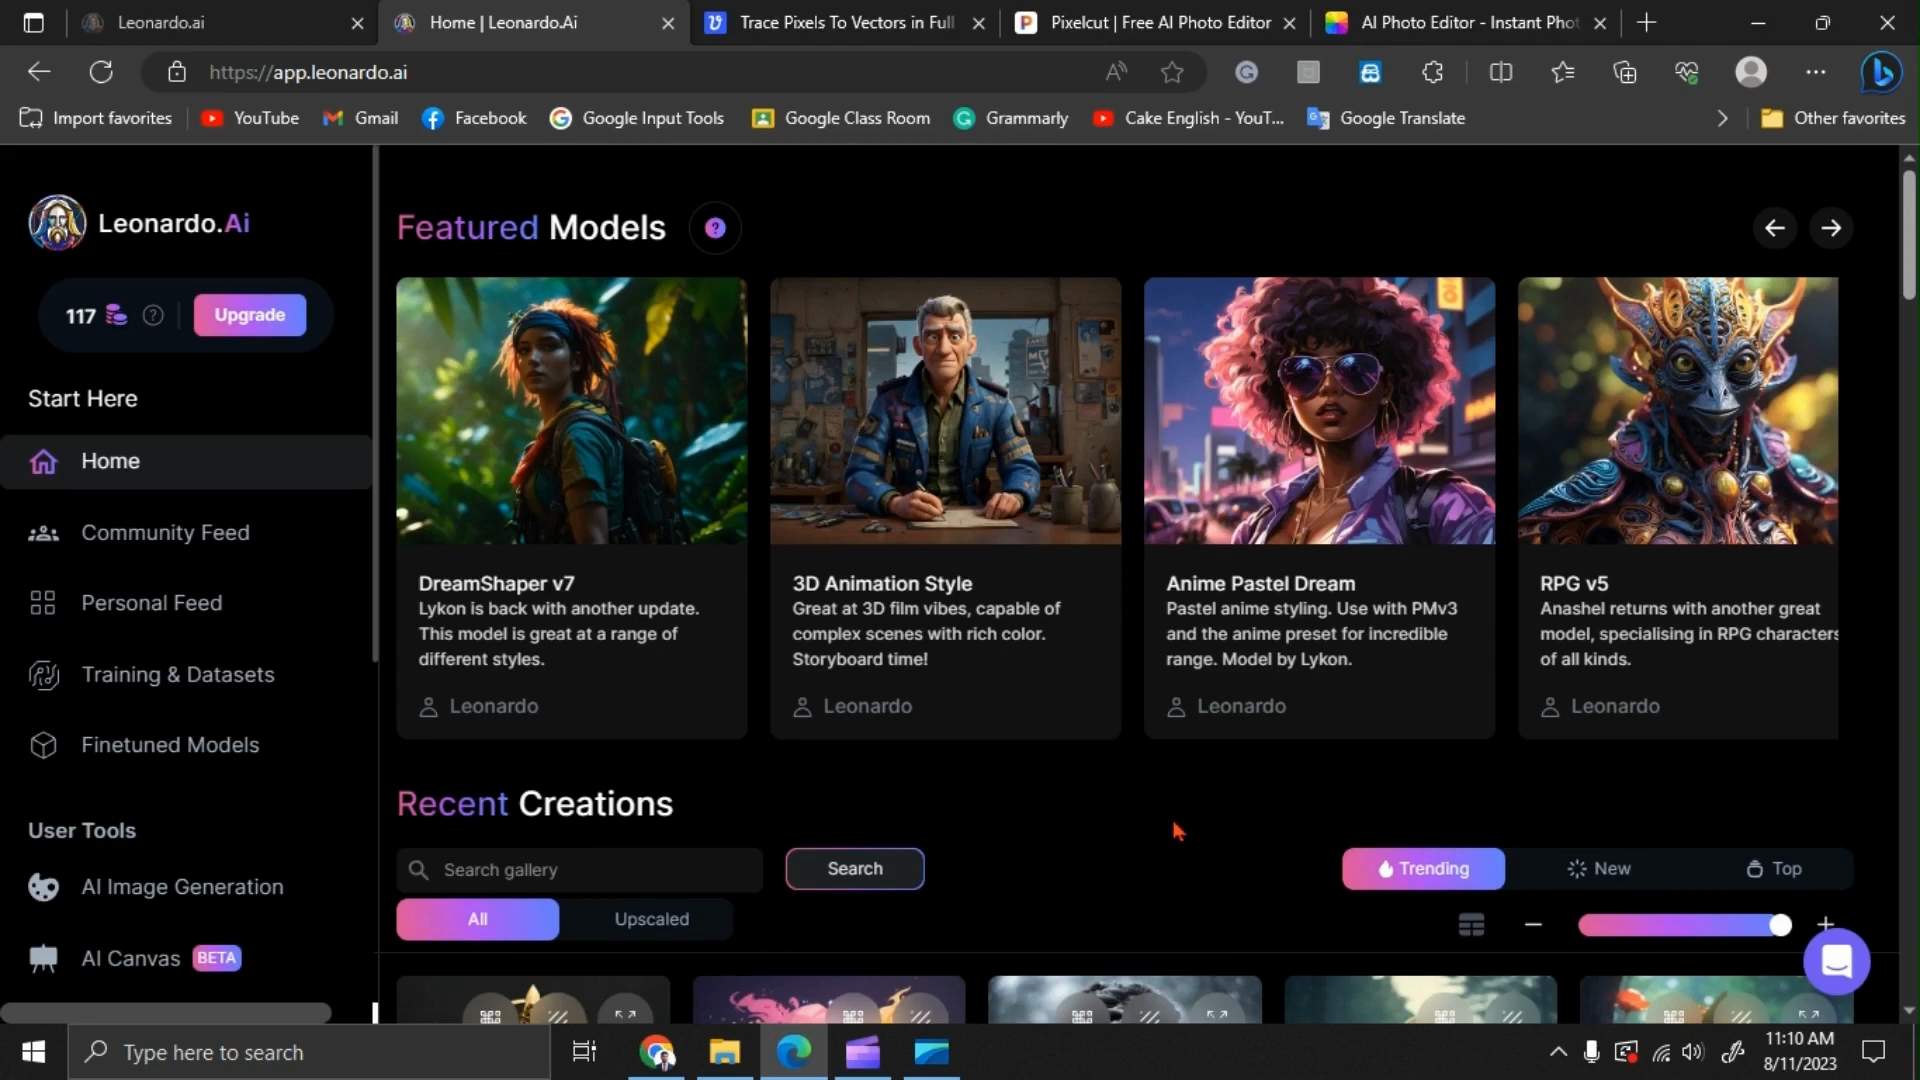 Leonardo.ai
Home | Leonardo.Ai
Trace Pixels To Vectors in Full
Pixelcut | Free AI Photo Editor
AI Photo Editor - Instant Phot
https://app.leonardo.ai
Import favorites
YouTube
Gmail
Facebook
Google Input Tools
Google Class Room
Grammarly
Cake English - YouT...
Google Translate
Other favorites
Leonardo.Ai
117
Upgrade
Start Here
Home
Community Feed
Personal Feed
Training & Datasets
Finetuned Models
User Tools
AI Image Generation
AI Canvas BETA
Featured Models
DreamShaper v7
Lykon is back with another update.
This model is great at a range of
different styles.
Leonardo
3D Animation Style
Great at 3D film vibes, capable of
complex scenes with rich color.
Storyboard time!
Leonardo
Anime Pastel Dream
Pastel anime styling. Use with PMv3
and the anime preset for incredible
range. Model by Lykon.
Leonardo
RPG v5
Anashel returns with another great
model, specialising in RPG characters
of all kinds.
Leonardo
Recent Creations
Search gallery
Search
Trending
New
Top
All
Upscaled
Type here to search
11:10 AM
8/11/2023